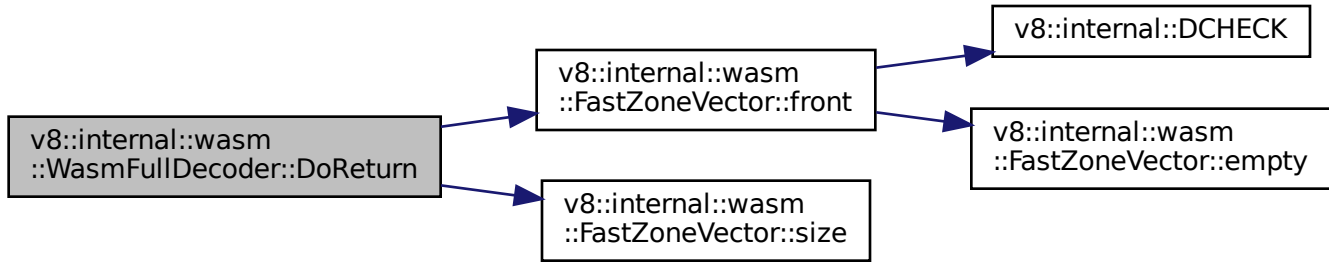 v8::internal::wasm
::WasmFullDecoder::DoReturn
v8::internal::wasm
::FastZoneVector::front
v8::internal::wasm
::FastZoneVector::size
v8::internal::DCHECK
v8::internal::wasm
::FastZoneVector::empty